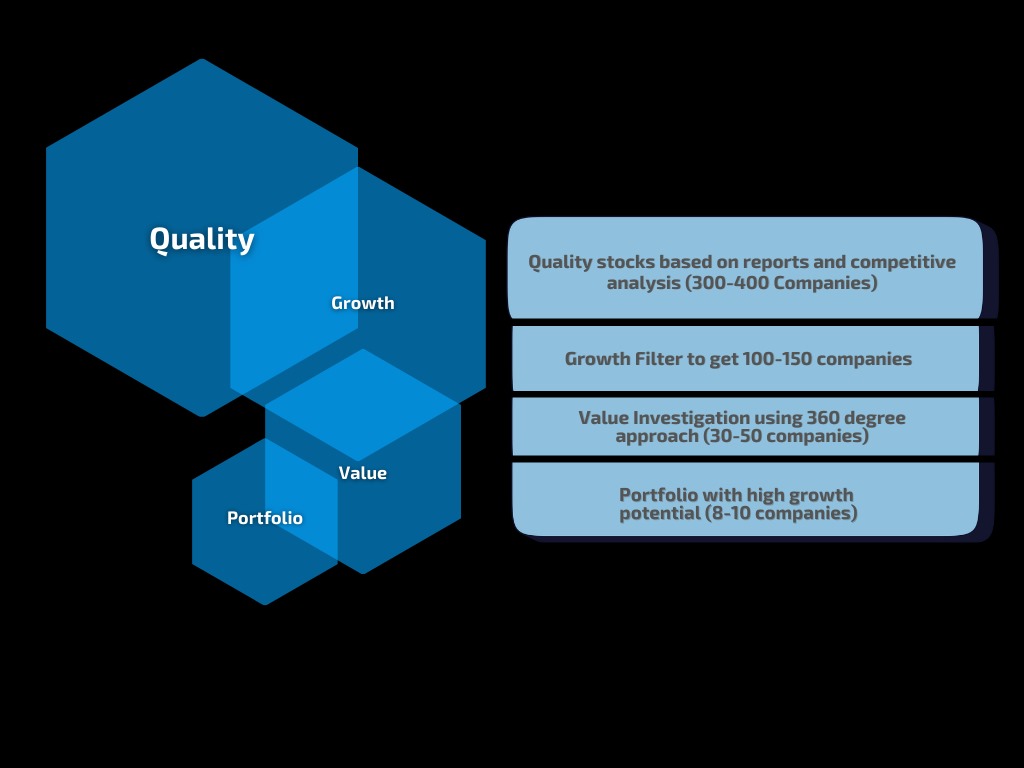 Quality
Growth
Value
Portfolio
Quality stocks based on reports and competitive
analysis (300-400 Companies)
Growth Filter to get 100-150 companies
Value Investigation using 360 degree
approach (30-50 companies)
Portfolio with high growth
potential (8-10 companies)